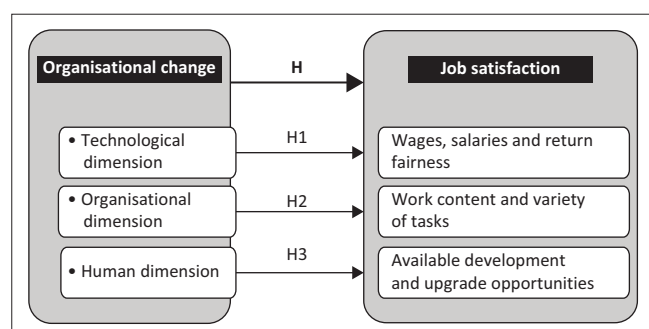 Organisational change
H
Job satisfaction
• Technological
dimension
H1
Wages, salaries and return
fairness
• Organisational
dimension
H2
Work content and variety
of tasks
• Human dimension
H3
Available development
and upgrade opportunities